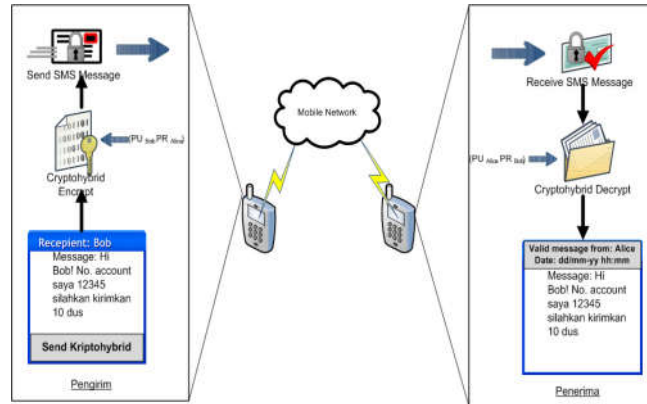 Send SMS Message
(PU Bob, PR Alice)
Cryptohybrid
Encrypt
Recepient: Bob
Message: Hi
Bob! No. account
saya 12345
silahkan kirimkan
10 dus
Send Kriptohybrid
Pengirim
Mobile Network
Receive SMS Message
(PU Alice, PR Bob)
Cryptohybrid Decrypt
Valid message from: Alice
Date: dd/mm-yy hh:mm
Message: Hi
Bob! No. account
saya 12345
silahkan kirimkan
10 dus
Penerima